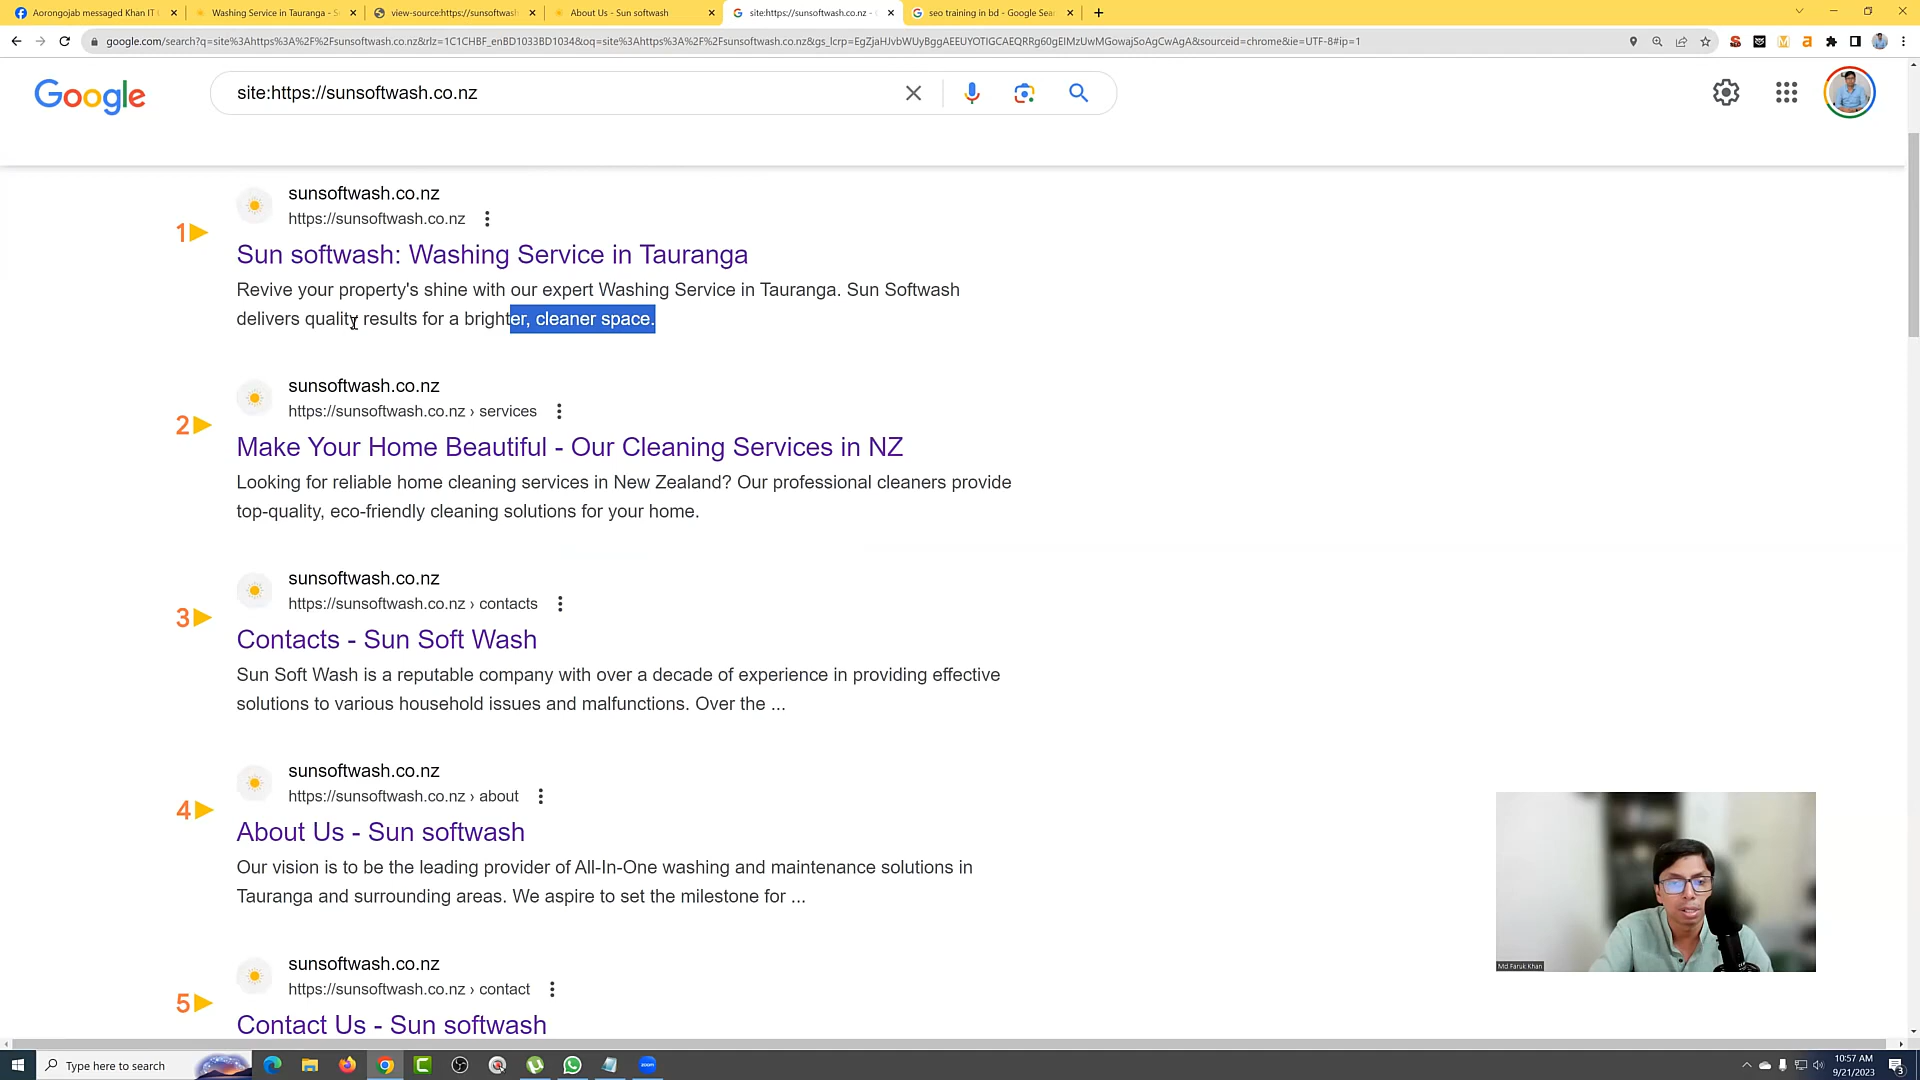 Aorongojab messaged Khan IT
Washing Service in Tauranga - S
view-source:https://sunsoftwash
About Us - Sun softwash
site:https://sunsoftwash.co.nz -
seo training in bd - Google Sea
google.com/search?q=site%3Ahttps%3A%2F%2Fsunsoftwash.co.nz&rlz=1C1CHBF_enBD1033BD1034&oq=site%3Ahttps%3A%2F%2Fsunsoftwash.co.nz&gs_lcrp=EgZjaHJvbWUyBggAEEUYOTIGCAEQRRg60gEIMzUwMGowajSoAgCwAgA&sourceid=chrome&ie=UTF-8#ip=1
Google
site:https://sunsoftwash.co.nz
1
sunsoftwash.co.nz
https://sunsoftwash.co.nz
Sun softwash: Washing Service in Tauranga
Revive your property's shine with our expert Washing Service in Tauranga. Sun Softwash
delivers quality results for a brighter, cleaner space.
2
sunsoftwash.co.nz
https://sunsoftwash.co.nz › services
Make Your Home Beautiful - Our Cleaning Services in NZ
Looking for reliable home cleaning services in New Zealand? Our professional cleaners provide
top-quality, eco-friendly cleaning solutions for your home.
3
sunsoftwash.co.nz
https://sunsoftwash.co.nz › contacts
Contacts - Sun Soft Wash
Sun Soft Wash is a reputable company with over a decade of experience in providing effective
solutions to various household issues and malfunctions. Over the ...
4
sunsoftwash.co.nz
https://sunsoftwash.co.nz › about
About Us - Sun softwash
Our vision is to be the leading provider of All-In-One washing and maintenance solutions in
Tauranga and surrounding areas. We aspire to set the milestone for ...
5
sunsoftwash.co.nz
https://sunsoftwash.co.nz › contact
Contact Us - Sun softwash
Md Faruk Khan
Type here to search
zoom
10:57 AM
9/21/2023
3